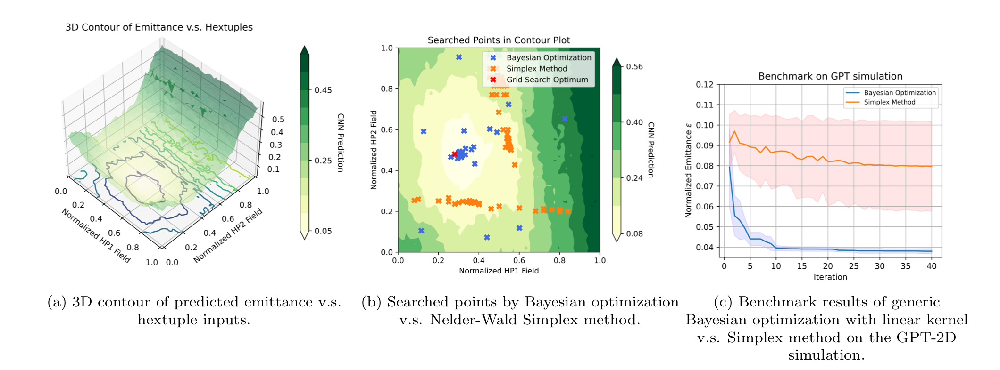 3D Contour of Emittance v.s. Hextuples
0.5
0.4
0.3
0.2
0.1
0.0
0.2
0.4
0.6
0.8
1.0
Normalized HP1 Field
0.0
0.2
0.4
0.6
0.8
1.0
Normalized HP2 Field
0.45
0.25
0.05
CNN Prediction
(a) 3D contour of predicted emittance v.s.
hextuple inputs.
Searched Points in Contour Plot
Bayesian Optimization
Simplex Method
Grid Search Optimum
1.0
0.8
0.6
0.4
0.2
0.0
Normalized HP2 Field
0.0 0.2 0.4 0.6 0.8 1.0
Normalized HP1 Field
0.56
0.40
0.24
0.08
CNN Prediction
(b) Searched points by Bayesian optimization
v.s. Nelder-Wald Simplex method.
Benchmark on GPT simulation
Bayesian Optimization
Simplex Method
0.12
0.11
0.10
0.09
0.08
0.07
0.06
0.05
0.04
Normalized Emittance ε
0 5 10 15 20 25 30 35 40
Iteration
(c) Benchmark results of generic
Bayesian optimization with linear kernel
v.s. Simplex method on the GPT-2D
simulation.